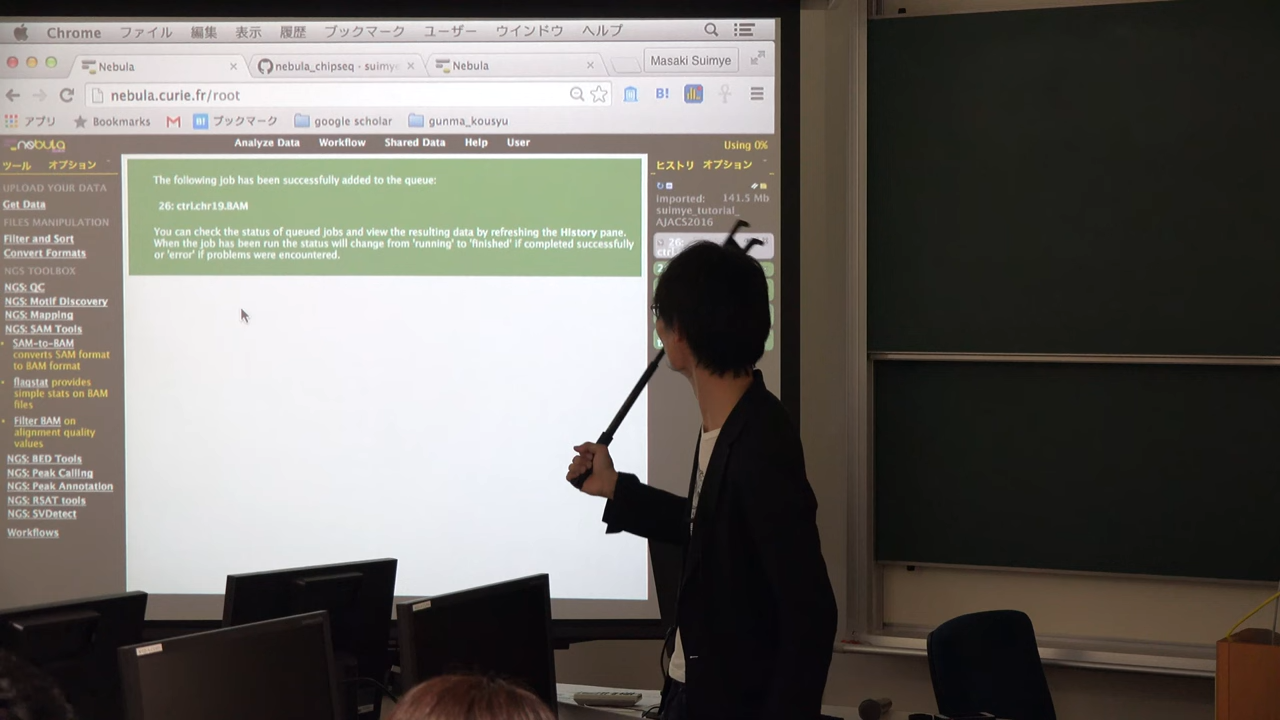 Chrome ファイル 編集 表示 履歴 ブックマーク ユーザー ウインドウ ヘルプ
Nebula
nebula_chipseq · suimye
Nebula
Masaki Suimye
nebula.curie.fr/root
B!
アプリ
Bookmarks
B! ブックマーク
google scholar
gunma_kousyu
nebula
Analyze Data Workflow Shared Data Help User
Using 0%
ツール オプション
UPLOAD YOUR DATA
Get Data
FILES MANIPULATION
Filter and Sort
Convert Formats
NGS TOOLBOX
NGS: QC
NGS: Motif Discovery
NGS: Mapping
NGS: SAM Tools
SAM-to-BAM
converts SAM format
to BAM format
flagstat provides
simple stats on BAM
files
Filter BAM on
alignment quality
values
NGS: BED Tools
NGS: Peak Calling
NGS: Peak Annotation
NGS: RSAT tools
NGS: SVDetect
Workflows
The following job has been successfully added to the queue:
26: ctrl.chr19.BAM
You can check the status of queued jobs and view the resulting data by refreshing the History pane.
When the job has been run the status will change from 'running' to 'finished' if completed successfully
or 'error' if problems were encountered.
ヒストリ オプション
imported: 141.5 Mb
suimye_tutorial_
AJACS2016
26: